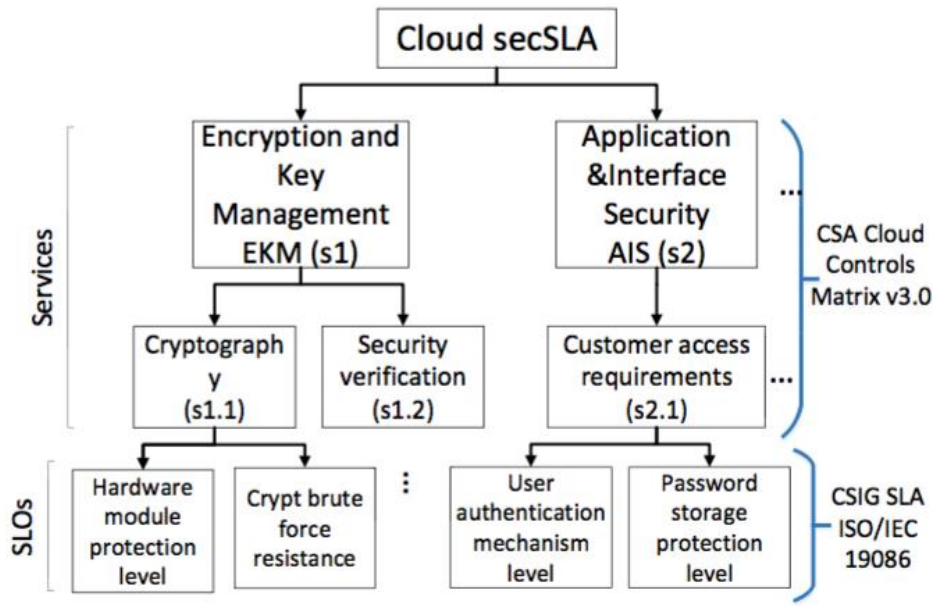 Cloud secSLA
Encryption and
Key
Management
EKM (s1)
Application
&Interface
Security
AIS (s2)
...
Services
CSA Cloud
Controls
Matrix v3.0
Cryptograph
y
(s1.1)
Security
verification
(s1.2)
Customer access
requirements
(s2.1)
...
SLOs
Hardware
module
protection
level
Crypt brute
force
resistance
...
User
authentication
mechanism
level
Password
storage
protection
level
CSIG SLA
ISO/IEC
19086